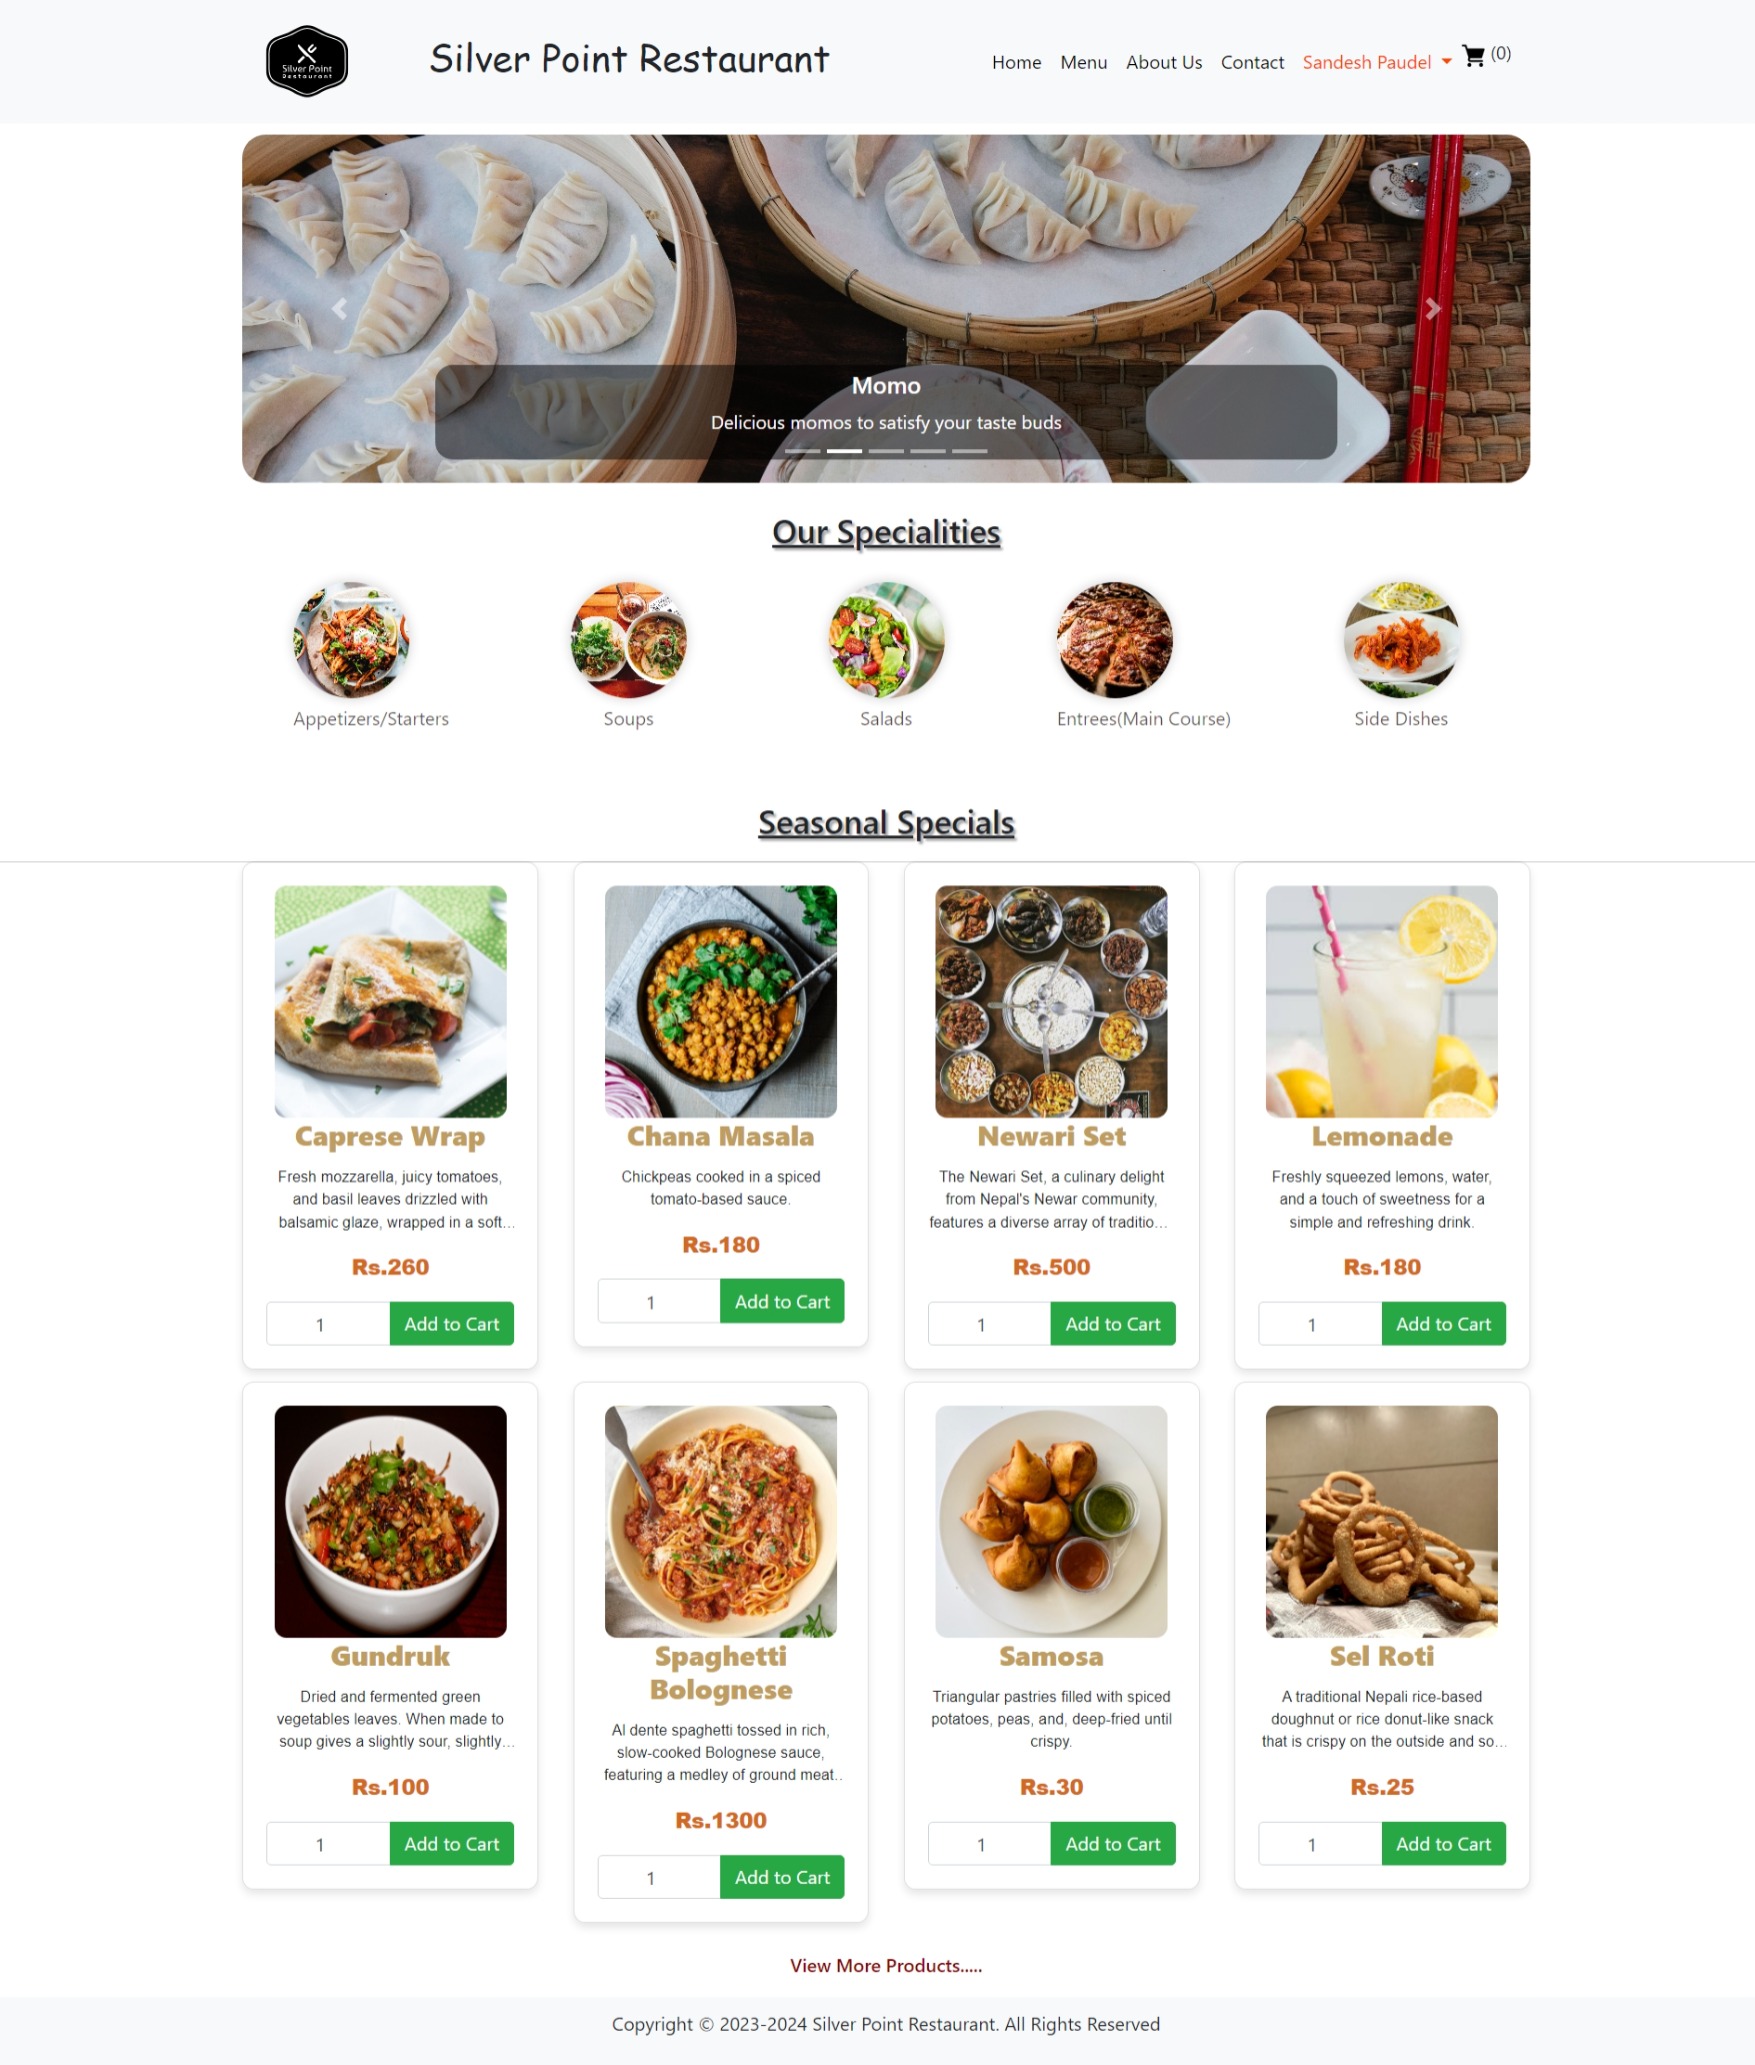 Silver Point
Restaurant
Silver Point Restaurant
Home Menu About Us Contact Sandesh Paudel (0)
Momo
Delicious momos to satisfy your taste buds
Our Specialities
Appetizers/Starters
Soups
Salads
Entrees(Main Course)
Side Dishes
Seasonal Specials
Caprese Wrap
Fresh mozzarella, juicy tomatoes,
and basil leaves drizzled with
balsamic glaze, wrapped in a soft...
Rs.260
1 Add to Cart
Chana Masala
Chickpeas cooked in a spiced
tomato-based sauce.
Rs.180
1 Add to Cart
Newari Set
The Newari Set, a culinary delight
from Nepal's Newar community,
features a diverse array of traditio...
Rs.500
1 Add to Cart
Lemonade
Freshly squeezed lemons, water,
and a touch of sweetness for a
simple and refreshing drink.
Rs.180
1 Add to Cart
Gundruk
Dried and fermented green
vegetables leaves. When made to
soup gives a slightly sour, slightly...
Rs.100
1 Add to Cart
Spaghetti
Bolognese
Al dente spaghetti tossed in rich,
slow-cooked Bolognese sauce,
featuring a medley of ground meat..
Rs.1300
1 Add to Cart
Samosa
Triangular pastries filled with spiced
potatoes, peas, and, deep-fried until
crispy.
Rs.30
1 Add to Cart
Sel Roti
A traditional Nepali rice-based
doughnut or rice donut-like snack
that is crispy on the outside and so...
Rs.25
1 Add to Cart
View More Products.....
Copyright © 2023-2024 Silver Point Restaurant. All Rights Reserved